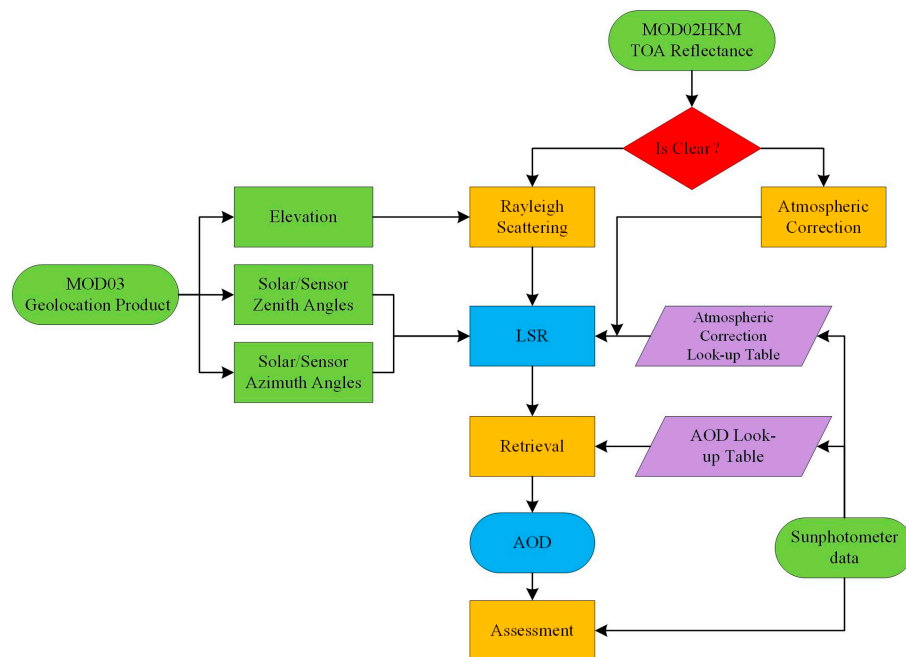 MOD02HKM
TOA Reflectance
Is Clear?
Elevation
Rayleigh
Scattering
Atmospheric
Correction
MOD03
Geolocation Product
Solar/Sensor
Zenith Angles
LSR
Atmospheric
Correction
Look-up Table
Solar/Sensor
Azimuth Angles
Retrieval
AOD Look-
up Table
AOD
Sunphotometer
data
Assessment